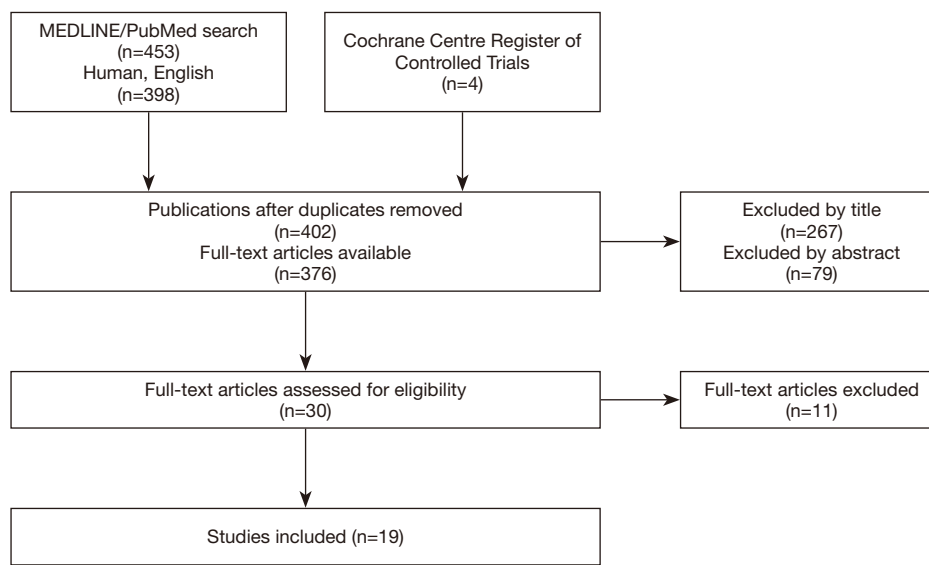 MEDLINE/PubMed search
(n=453)
Human, English
(n=398)
Cochrane Centre Register of
Controlled Trials
(n=4)
Publications after duplicates removed
(n=402)
Full-text articles available
(n=376)
Excluded by title
(n=267)
Excluded by abstract
(n=79)
Full-text articles assessed for eligibility
(n=30)
Full-text articles excluded
(n=11)
Studies included (n=19)